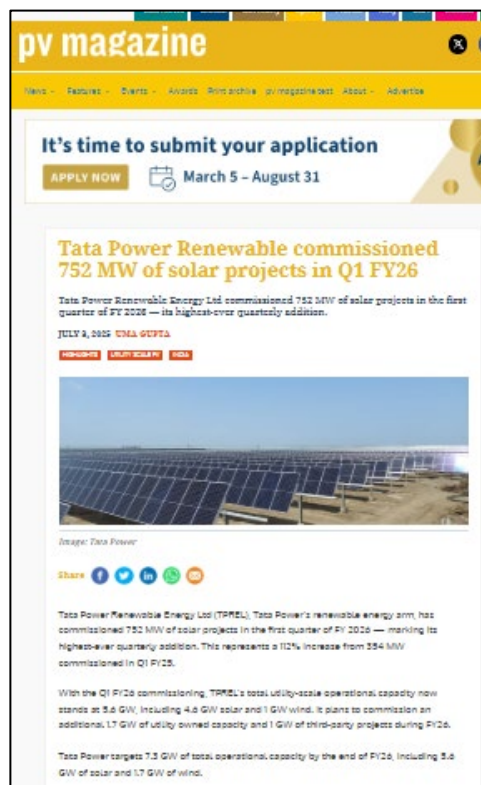 pv magazine
News Features Events Awards Print archive pv magazine test About Advertise
It's time to submit your application
APPLY NOW March 5 – August 31
Tata Power Renewable commissioned
752 MW of solar projects in Q1 FY26
Tata Power Renewable Energy Ltd commissioned 752 MW of solar projects in the first
quarter of FY 2026 — its highest-ever quarterly addition.
JULY 2025 UMA GUPTA
HIGHLIGHTS UTILITY SCALE PV INDIA
Image: Tata Power
Share
Tata Power Renewable Energy Ltd (TPREL), Tata Power's renewable energy arm, has
commissioned 752 MW of solar projects in the first quarter of FY 2026 — marking its
highest-ever quarterly addition. This represents a 112% increase from 354 MW
commissioned in Q1 FY25.
With the Q1 FY26 commissioning, TPREL's total utility-scale operational capacity now
stands at 5.6 GW, including 4.6 GW solar and 1 GW wind. It plans to commission an
additional 1.7 GW of utility owned capacity and 1 GW of third-party projects during FY26.
Tata Power targets 7.3 GW of total operational capacity by the end of FY26, including 5.6
GW of solar and 1.7 GW of wind.